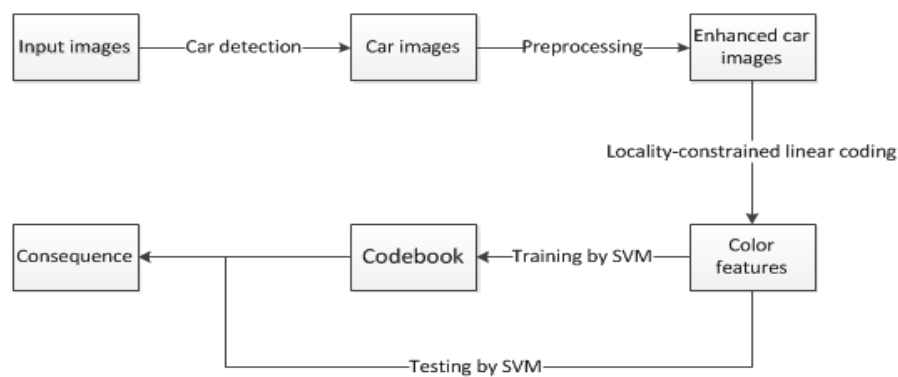 Input images
Car detection
Car images
Preprocessing
Enhanced car
images
Locality-constrained linear coding
Consequence
Codebook
Training by SVM
Color
features
Testing by SVM